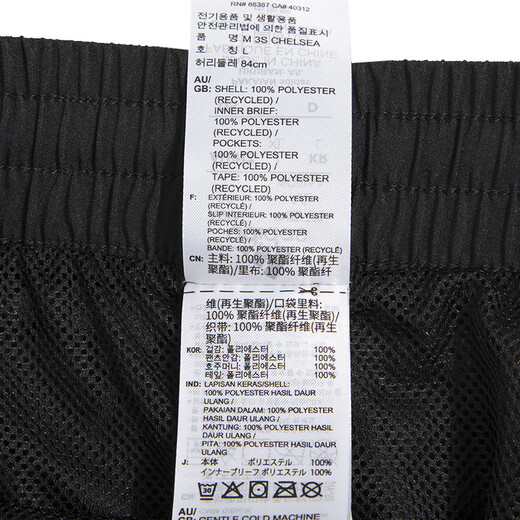 RN# 88387 CA# 40312
전기용품 및 생활용품
안전관리법에 의한 품질표시
품 명 M 3S CHELSEA
호 칭 L
허리둘레 84cm
AU/
GB: SHELL: 100% POLYESTER
(RECYCLED) /
INNER BRIEF:
100% POLYESTER
(RECYCLED) /
POCKETS:
100% POLYESTER
(RECYCLED) /
TAPE: 100% POLYESTER
(RECYCLED)
F: EXTÉRIEUR: 100% POLYESTER
(RECYCLÉ) /
SLIP INTERIEUR: 100% POLYESTER
(RECYCLÉ) /
POCHES: 100% POLYESTER
(RECYCLÉ) /
BANDE: 100% POLYESTER (RECYCLÉ)
CN: 主料: 100% 聚酯纤维(再生
聚酯)/里布: 100% 聚酯纤
维(再生聚酯)/口袋里料:
100% 聚酯纤维(再生聚酯)
/织带: 100% 聚酯纤维(再生
聚酯)
KOR: 겉감: 폴리에스터 100%
팬츠안감: 폴리에스터 100%
호주머니: 폴리에스터 100%
테잎: 폴리에스터 100%
IND: LAPISAN KERAS/SHELL:
100% POLYESTER HASIL DAUR
ULANG /
PAKAIAN DALAM: 100% POLYESTER
HASIL DAUR ULANG /
KANTUNG: 100% POLYESTER HASIL
DAUR ULANG /
PITA: 100% POLYESTER HASIL DAUR
ULANG
J: 本体 ポリエステル 100%
インナーブリーフ ポリエステル 100%
30
AU/
GB: GENTLE COLD MACHINE